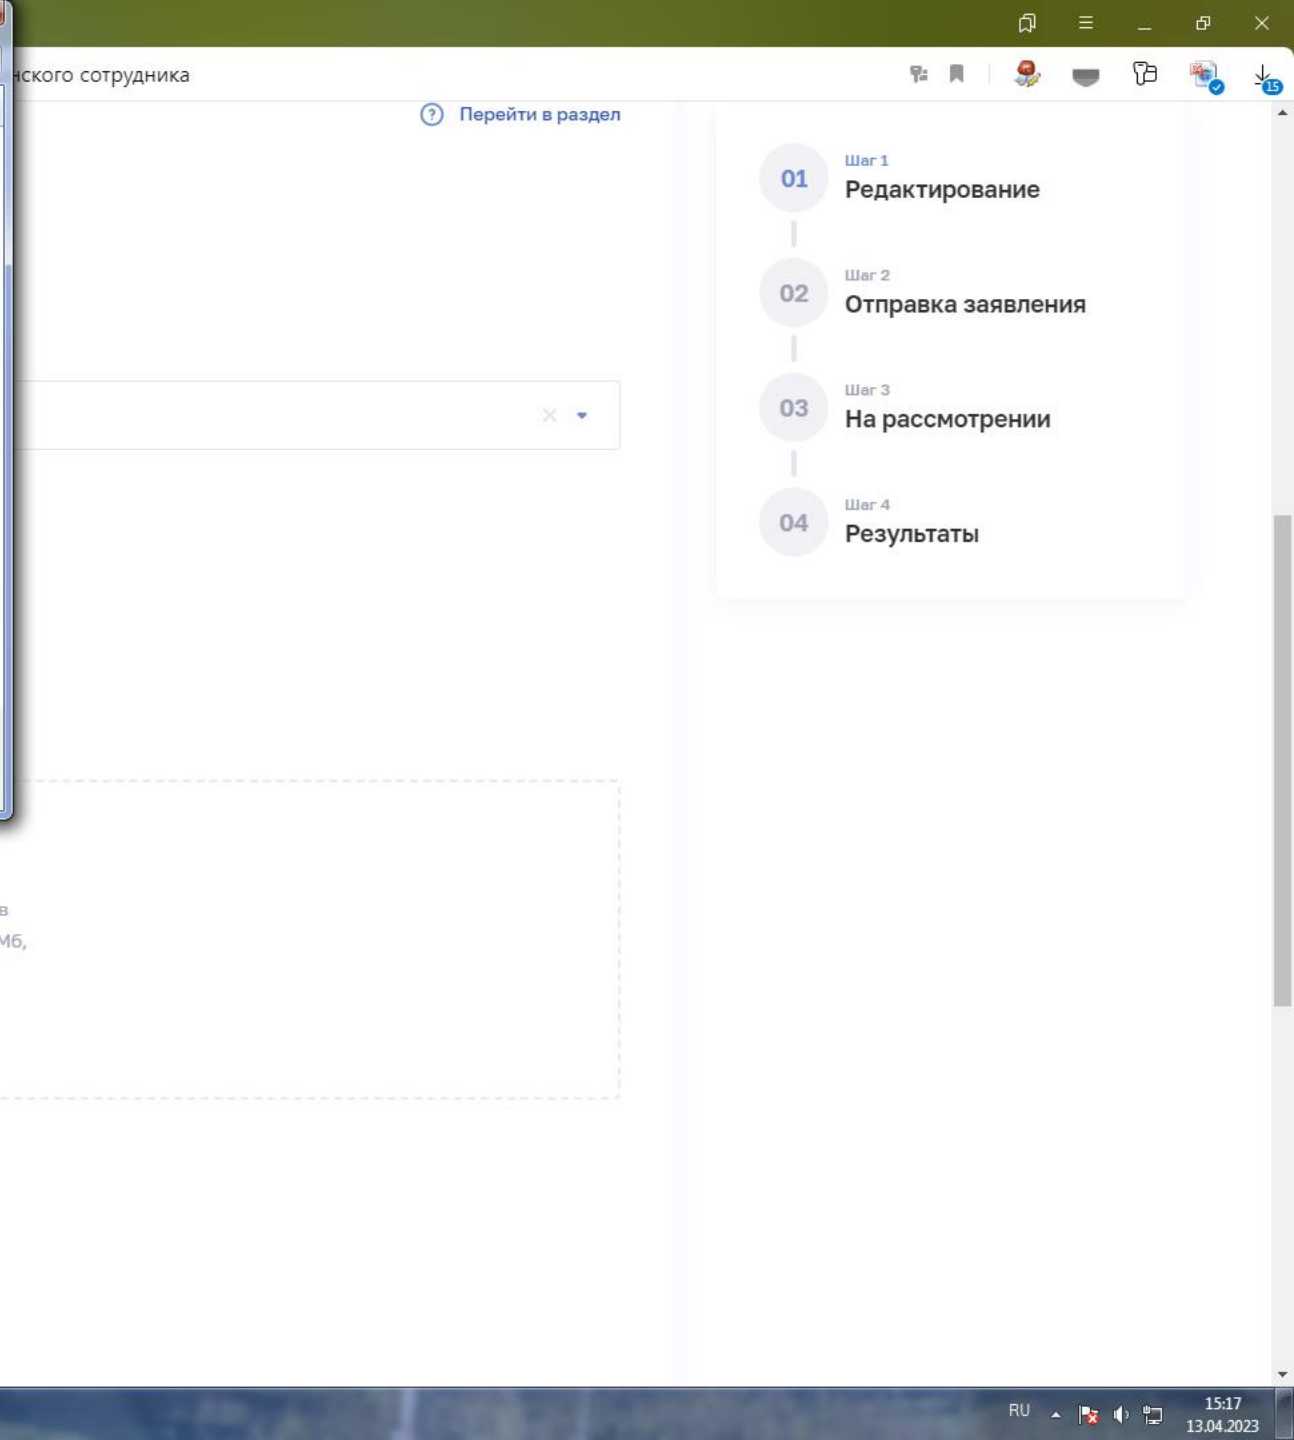 нского сотрудника
15
Перейти в раздел
01
Шаг 1
Редактирование
02
Шаг 2
Отправка заявления
03
Шаг 3
На рассмотрении
04
Шаг 4
Результаты
в
Мб,
RU
15:17
13.04.2023